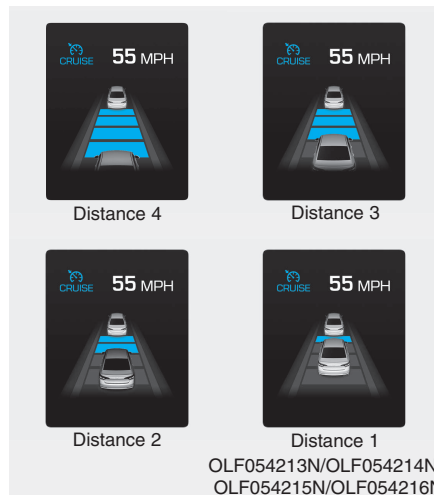 CRUISE 55 MPH
CRUISE 55 MPH
Distance 4
Distance 3
CRUISE 55 MPH
CRUISE 55 MPH
Distance 2
Distance 1
OLF054213N/OLF054214N
OLF054215N/OLF054216N